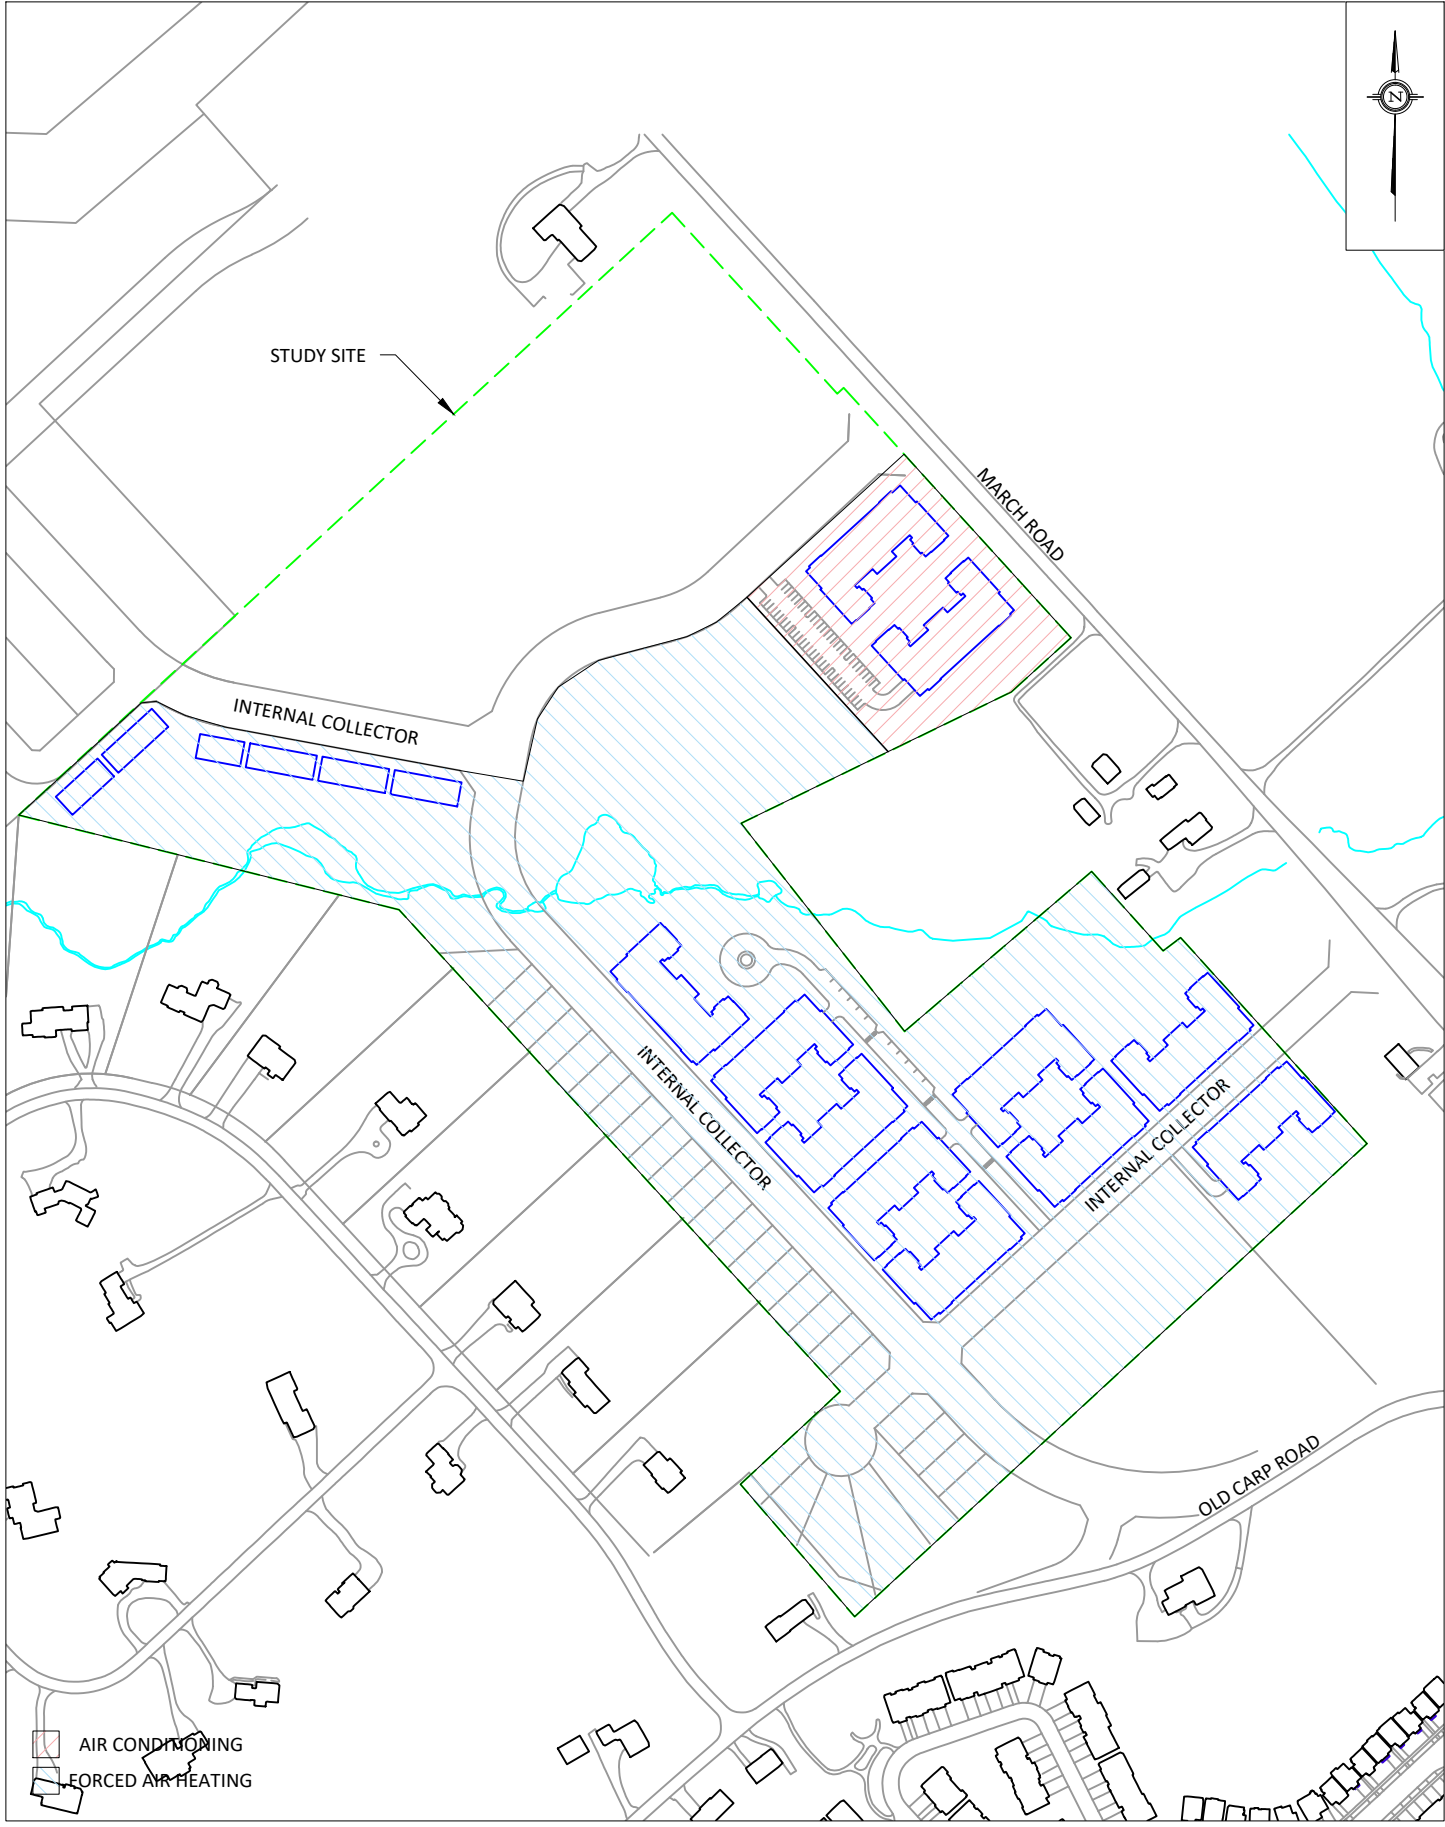 N
STUDY SITE
MARCH ROAD
INTERNAL COLLECTOR
INTERNAL COLLECTOR
INTERNAL COLLECTOR
OLD CARP ROAD
AIR CONDITIONING
FORCED AIR HEATING